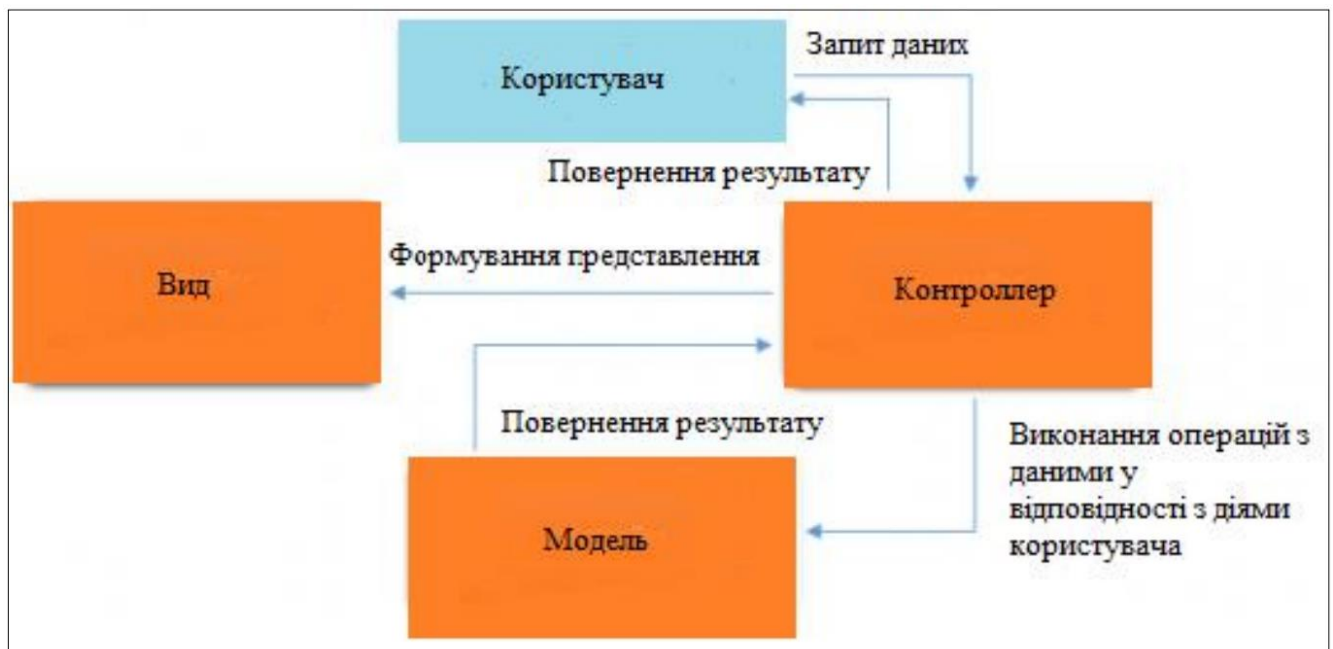 Запит даних
Користувач
Повернення результату
Формування представлення
Вид
Контроллер
Повернення результату
Виконання операцій з
даними у
відповідності з діями
користувача
Модель